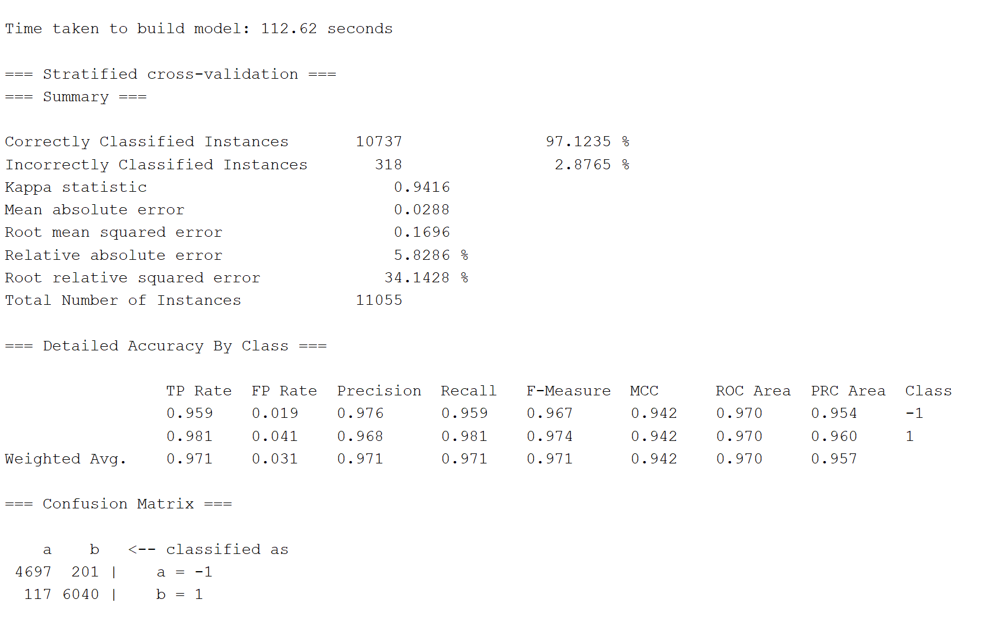 Time taken to build model: 112.62 seconds
=== Stratified cross-validation ===
=== Summary ===
Correctly Classified Instances 10737 97.1235 %
Incorrectly Classified Instances 318 2.8765 %
Kappa statistic 0.9416
Mean absolute error 0.0288
Root mean squared error 0.1696
Relative absolute error 5.8286 %
Root relative squared error 34.1428 %
Total Number of Instances 11055
=== Detailed Accuracy By Class ===
TP Rate FP Rate Precision Recall F-Measure MCC ROC Area PRC Area Class
0.959 0.019 0.976 0.959 0.967 0.942 0.970 0.954 -1
0.981 0.041 0.968 0.981 0.974 0.942 0.970 0.960 1
Weighted Avg. 0.971 0.031 0.971 0.971 0.971 0.942 0.970 0.957
=== Confusion Matrix ===
a b <-- classified as
4697 201 | a = -1
117 6040 | b = 1